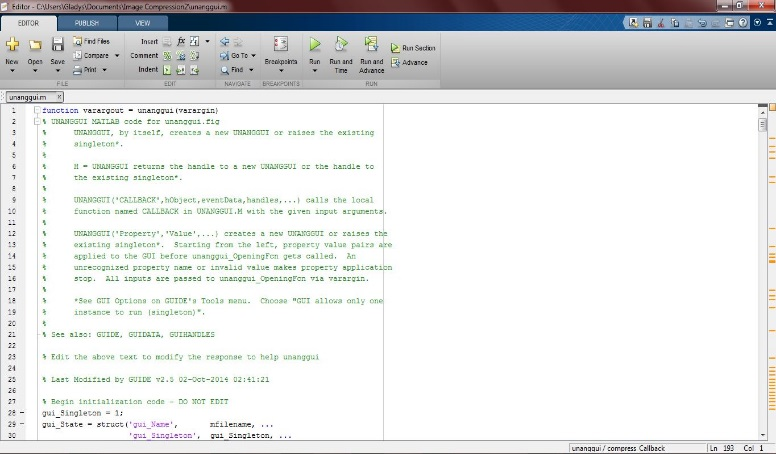 Editor - C:\Users\Gladys\Documents\Image Compression2\unanggui.m
EDITOR PUBLISH VIEW
Find Files Insert fx
Compare Comment Go To Run Section
New Open Save Print Indent Find Breakpoints Run Run and Time Run and Advance Advance
FILE EDIT NAVIGATE BREAKPOINTS RUN
unanggui.m
1 function varargout = unanggui(varargin)
2 % UNANGGUI MATLAB code for unanggui.fig
3 %      UNANGGUI, by itself, creates a new UNANGGUI or raises the existing
4 %      singleton*.
5 %
6 %      H = UNANGGUI returns the handle to a new UNANGGUI or the handle to
7 %      the existing singleton*.
8 %
9 %      UNANGGUI('CALLBACK',hObject,eventData,handles,...) calls the local
10 %      function named CALLBACK in UNANGGUI.M with the given input arguments.
11 %
12 %      UNANGGUI('Property','Value',...) creates a new UNANGGUI or raises the
13 %      existing singleton*.  Starting from the left, property value pairs are
14 %      applied to the GUI before unanggui_OpeningFcn gets called.  An
15 %      unrecognized property name or invalid value makes property application
16 %      stop.  All inputs are passed to unanggui_OpeningFcn via varargin.
17 %
18 %      *See GUI Options on GUIDE's Tools menu.  Choose "GUI allows only one
19 %      instance to run (singleton)".
20 %
21 % See also: GUIDE, GUIDATA, GUIHANDLES
22
23 % Edit the above text to modify the response to help unanggui
24
25 % Last Modified by GUIDE v2.5 02-Oct-2014 02:41:21
26
27 % Begin initialization code - DO NOT EDIT
28 – gui_Singleton = 1;
29 – gui_State = struct('gui_Name',       mfilename, ...
30 'gui_Singleton',  gui_Singleton, ...
unanggui / compress Callback Ln 193 Col 1